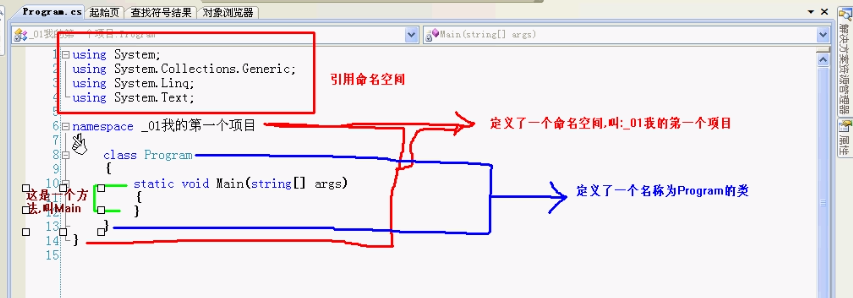 Program.cs 起始页 查找符号结果 对象浏览器
_01我的第一个项目.Program Main(string[] args)
1 using System;
2 using System.Collections.Generic;
3 using System.Linq;
4 using System.Text;
引用命名空间
6 namespace _01我的第一个项目
定义了一个命名空间,叫:_01我的第一个项目
7
8 class Program
9 {
10 static void Main(string[] args)
{
12 }
这是一个方法,叫Main
定义了一个名称为Program的类
13 }
14 }
15
解决方案资源管理器
属性